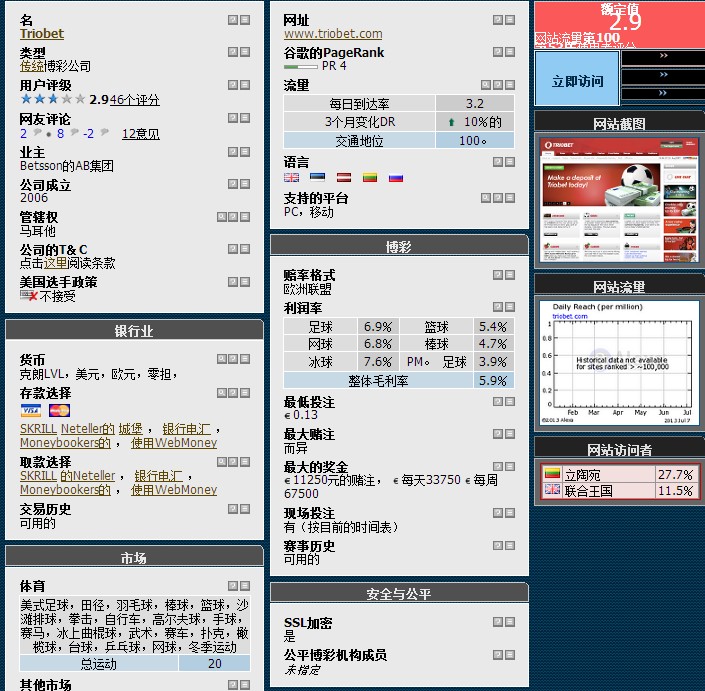 名
Triobet
类型
传统博彩公司
用户评级
2.946个评分
网友评论
2 ● 8 -2 12意见
业主
Betsson的AB集团
公司成立
2006
管辖权
马耳他
公司的T& C
点击这里阅读条款
美国选手政策
不接受
银行业
货币
克朗LVL，美元，欧元，零担，
存款选择
VISA MasterCard
SKRILL Neteller的 城堡 ， 银行电汇 ，
Moneybookers的 ， 使用WebMoney
取款选择
SKRILL 的Neteller ， 银行电汇 ，
Moneybookers的 ， 使用WebMoney
交易历史
可用的
市场
体育
美式足球，田径，羽毛球，棒球，篮球，沙
滩排球，拳击，自行车，高尔夫球，手球，
赛马，冰上曲棍球，武术，赛车，扑克，橄
榄球，台球，乒乓球，网球，冬季运动
总运动 20
其他市场
网址
www.triobet.com
谷歌的PageRank
PR 4
流量
每日到达率 3.2
3个月变化DR 10%的
交通地位 100。
语言
支持的平台
PC，移动
博彩
赔率格式
欧洲联盟
利润率
足球 6.9% 篮球 5.4%
网球 6.8% 棒球 4.7%
冰球 7.6% PM。 足球 3.9%
整体毛利率 5.9%
最低投注
€ 0.13
最大赌注
而异
最大的奖金
€ 11250元的赌注， € 每天33750 € 每周
67500
现场投注
有（按目前的时间表）
赛事历史
可用的
安全与公平
SSL加密
是
公平博彩机构成员
未指定
额定值
2.9
网站流量第100
立即访问
››
››
››
网站截图
TRIOBET
Make a deposit at
Triobet today!
网站流量
Daily Reach (per million)
triobet.com
1
0.8
0.6
0.4
0.2
0
Historical data not available
for sites ranked > ~100,000
Feb Mar Apr May Jun Jul
©2013 Alexa 2013 Jul 7
网站访问者
立陶宛 27.7%
联合王国 11.5%